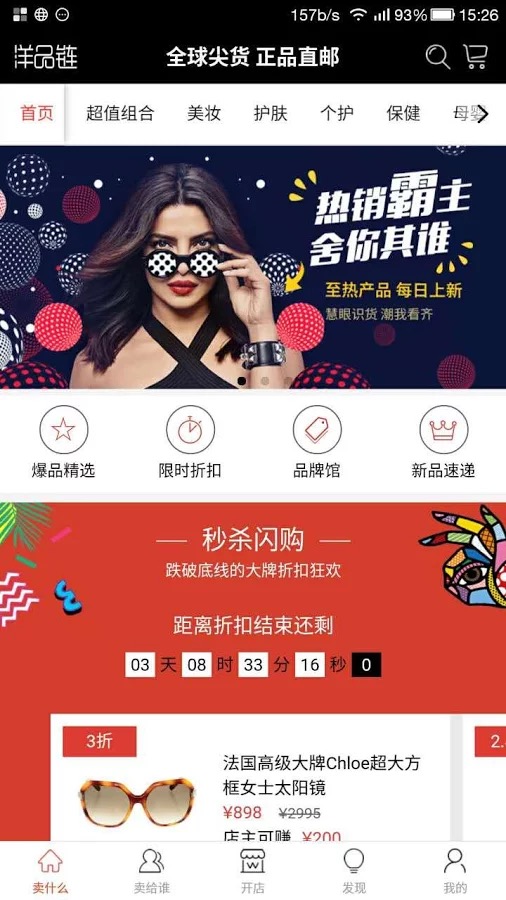 157b/s 93% 15:26
洋品链
全球尖货 正品直邮
首页 超值组合 美妆 护肤 个护 保健 母婴
热销霸主
舍你其谁
至热产品 每日上新
慧眼识货 潮我看齐
爆品精选 限时折扣 品牌馆 新品速递
秒杀闪购
跌破底线的大牌折扣狂欢
距离折扣结束还剩
03 天 08 时 33 分 16 秒 0
3折
2.
法国高级大牌Chloe超大方
框女士太阳镜
¥898 ¥2995
店主可赚 ¥200
卖什么 卖给谁 开店 发现 我的